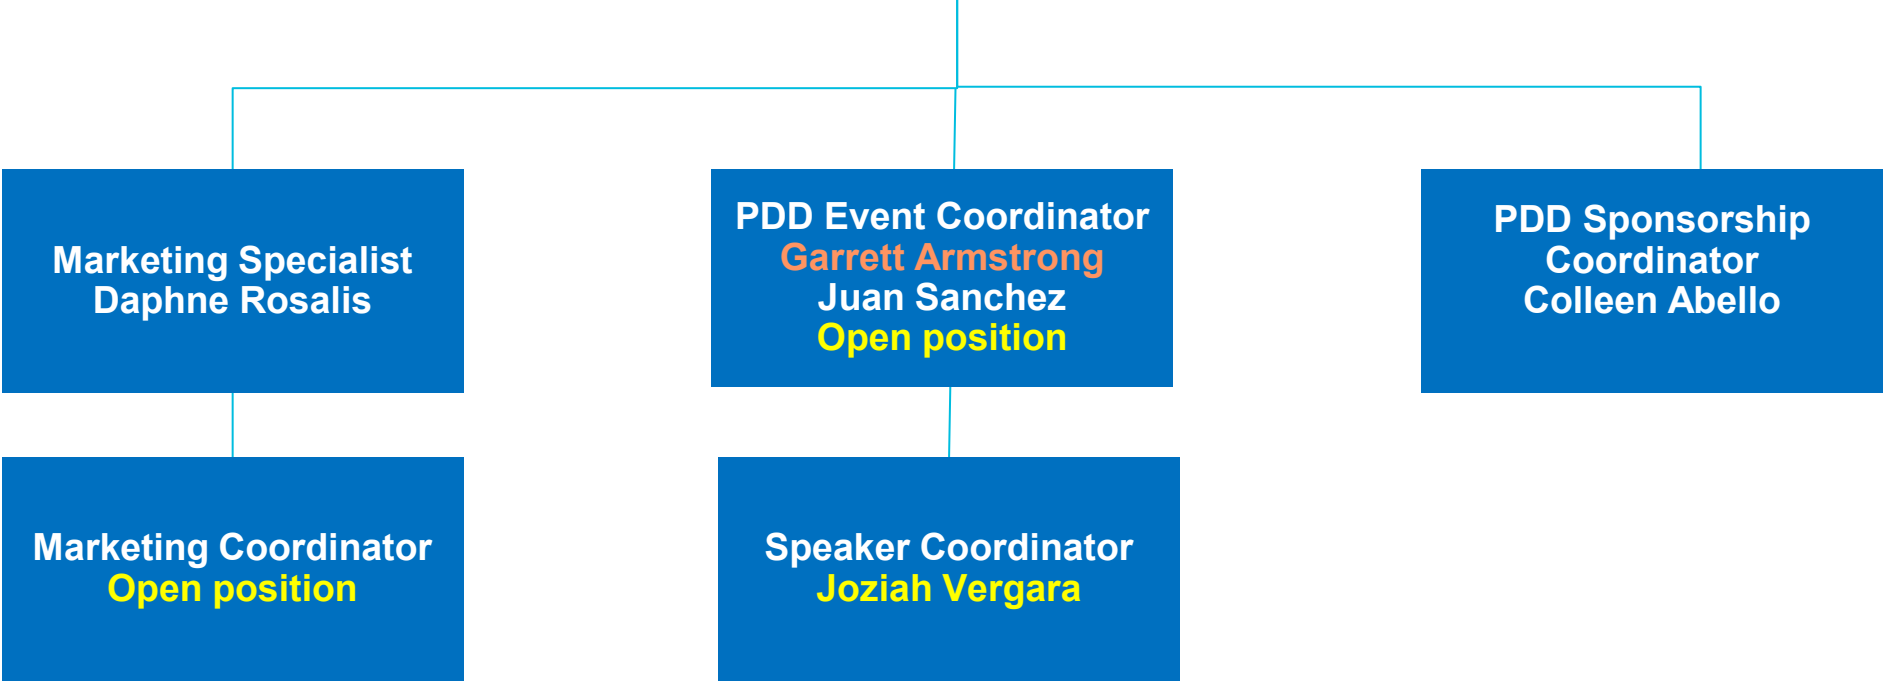 Marketing Specialist
Daphne Rosalis
PDD Event Coordinator
Garrett Armstrong
Juan Sanchez
Open position
PDD Sponsorship
Coordinator
Colleen Abello
Marketing Coordinator
Open position
Speaker Coordinator
Joziah Vergara